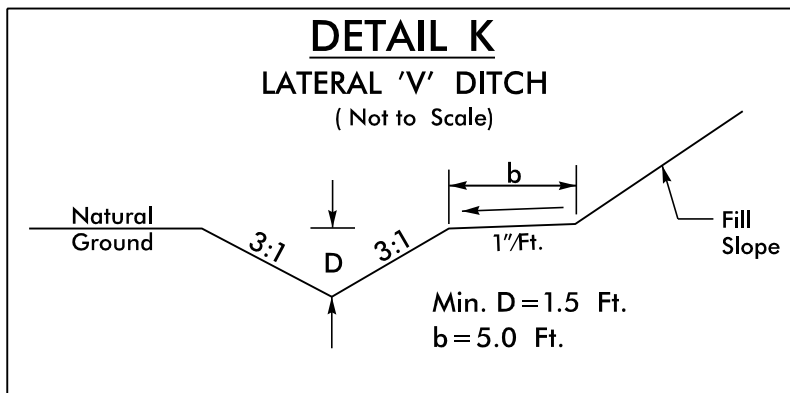 DETAIL K
LATERAL 'V' DITCH
( Not to Scale)
b
Natural
Ground
3:1
D
3:1
1"/Ft.
Fill
Slope
Min. D=1.5 Ft.
b=5.0 Ft.